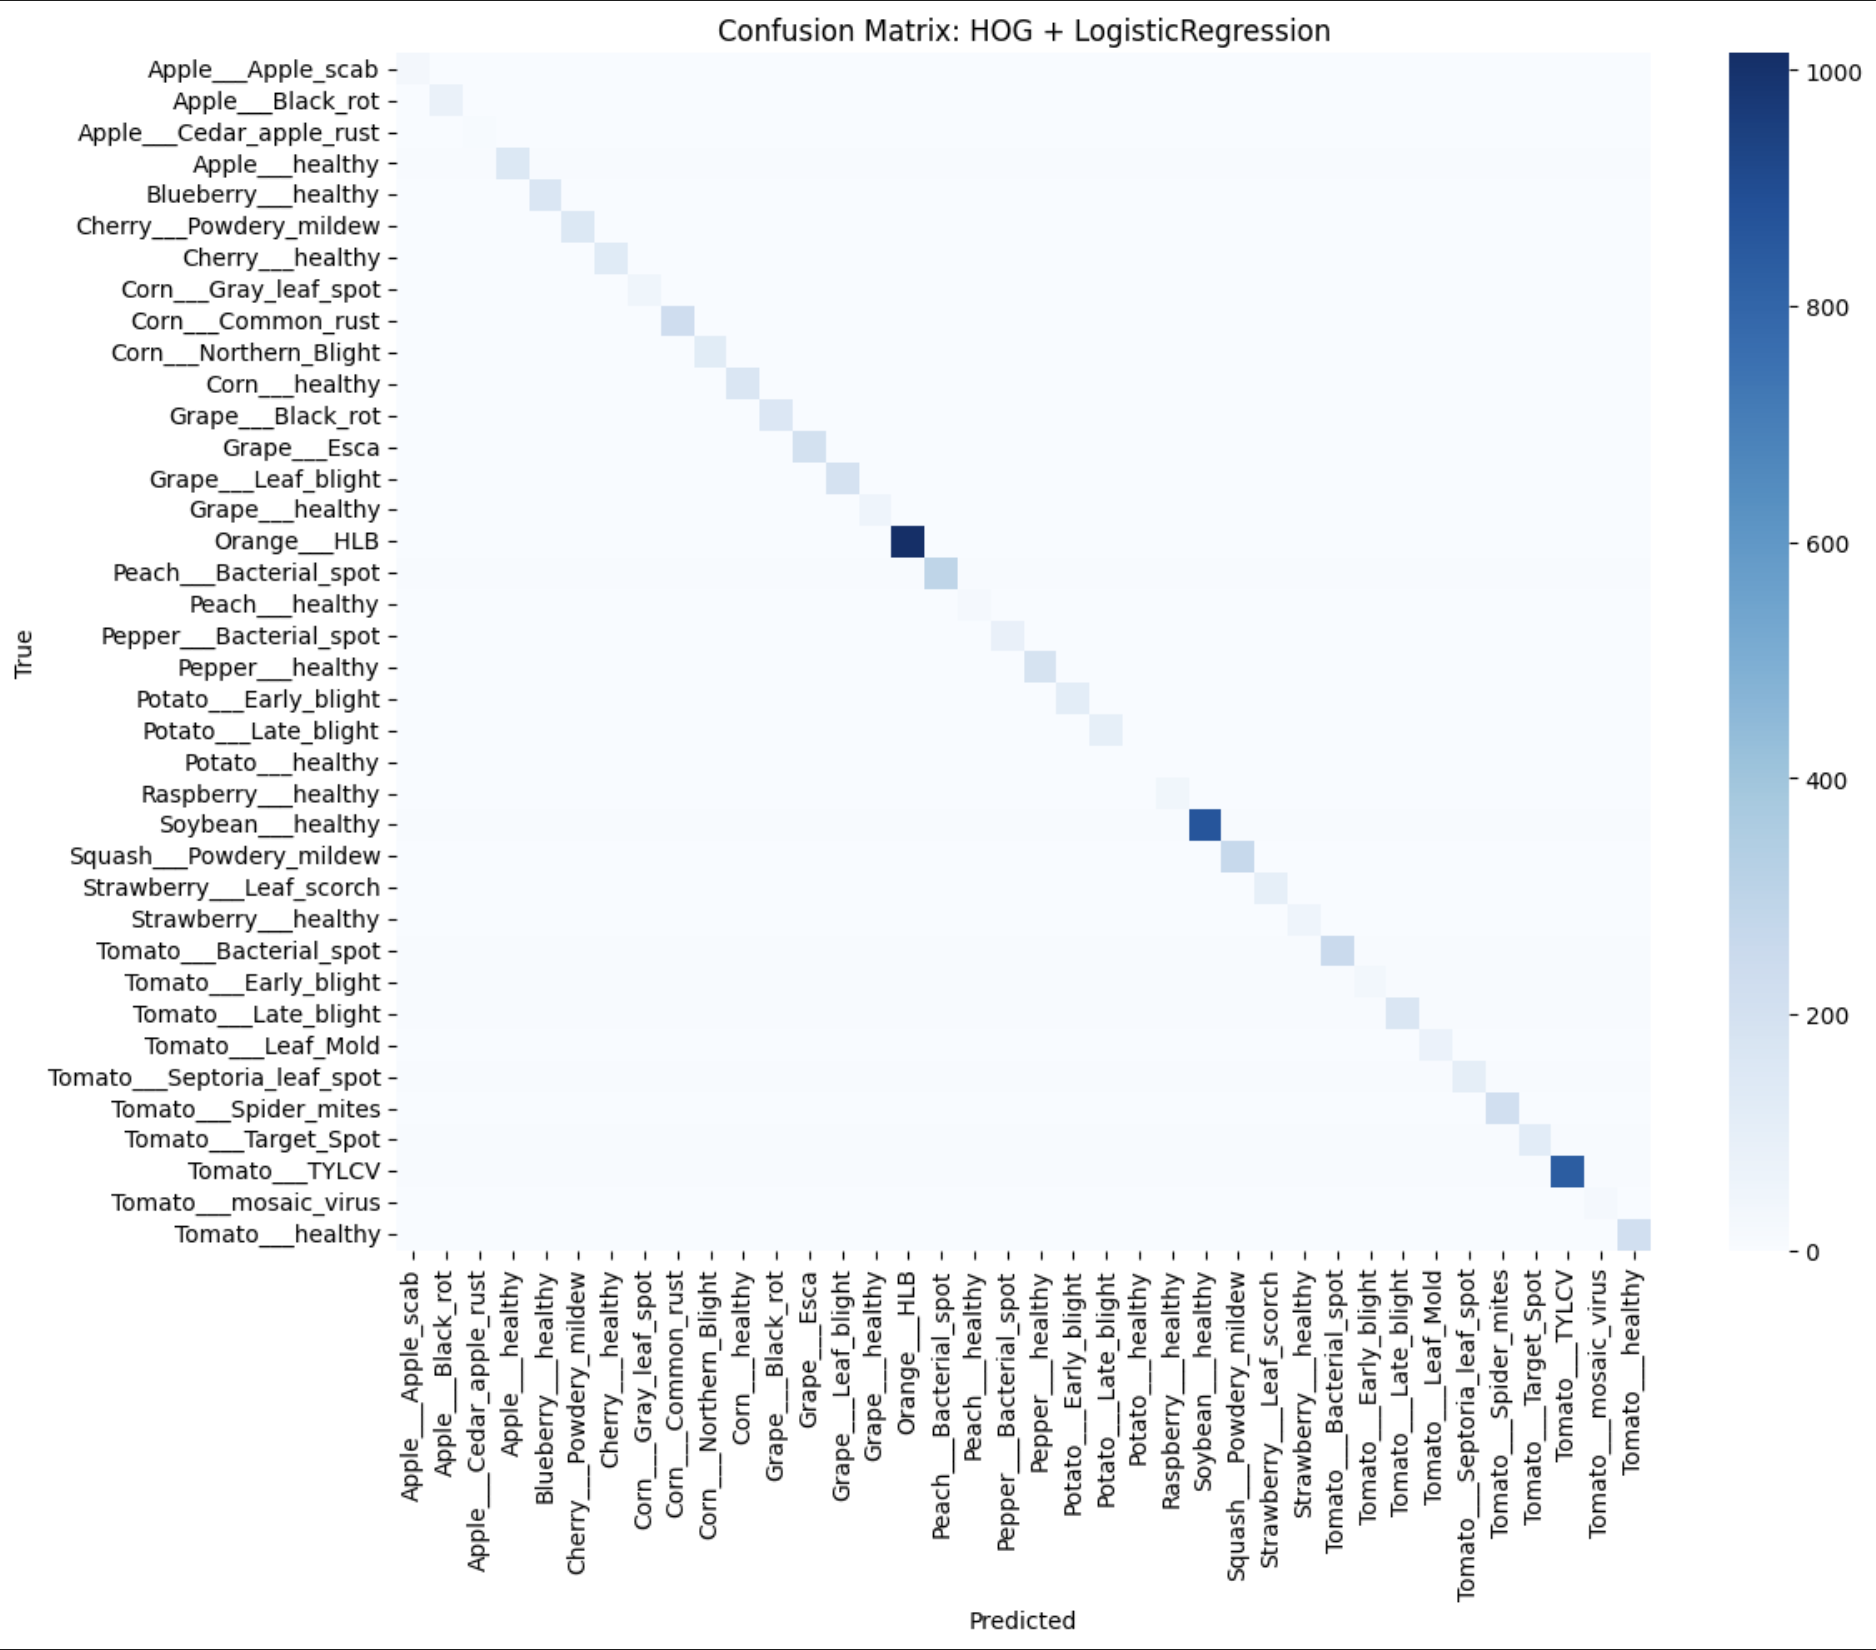 Confusion Matrix: HOG + LogisticRegression
Apple___Apple_scab
Apple___Black_rot
Apple___Cedar_apple_rust
Apple___healthy
Blueberry___healthy
Cherry___Powdery_mildew
Cherry___healthy
Corn___Gray_leaf_spot
Corn___Common_rust
Corn___Northern_Blight
Corn___healthy
Grape___Black_rot
Grape___Esca
Grape___Leaf_blight
Grape___healthy
Orange___HLB
Peach___Bacterial_spot
Peach___healthy
Pepper___Bacterial_spot
Pepper___healthy
Potato___Early_blight
Potato___Late_blight
Potato___healthy
Raspberry___healthy
Soybean___healthy
Squash___Powdery_mildew
Strawberry___Leaf_scorch
Strawberry___healthy
Tomato___Bacterial_spot
Tomato___Early_blight
Tomato___Late_blight
Tomato___Leaf_Mold
Tomato___Septoria_leaf_spot
Tomato___Spider_mites
Tomato___Target_Spot
Tomato___TYLCV
Tomato___mosaic_virus
Tomato___healthy
True
Apple___Apple_scab
Apple___Black_rot
Apple___Cedar_apple_rust
Apple___healthy
Blueberry___healthy
Cherry___Powdery_mildew
Cherry___healthy
Corn___Gray_leaf_spot
Corn___Common_rust
Corn___Northern_Blight
Corn___healthy
Grape___Black_rot
Grape___Esca
Grape___Leaf_blight
Grape___healthy
Orange___HLB
Peach___Bacterial_spot
Peach___healthy
Pepper___Bacterial_spot
Pepper___healthy
Potato___Early_blight
Potato___Late_blight
Potato___healthy
Raspberry___healthy
Soybean___healthy
Squash___Powdery_mildew
Strawberry___Leaf_scorch
Strawberry___healthy
Tomato___Bacterial_spot
Tomato___Early_blight
Tomato___Late_blight
Tomato___Leaf_Mold
Tomato___Septoria_leaf_spot
Tomato___Spider_mites
Tomato___Target_Spot
Tomato___TYLCV
Tomato___mosaic_virus
Tomato___healthy
Predicted
1000
800
600
400
200
0